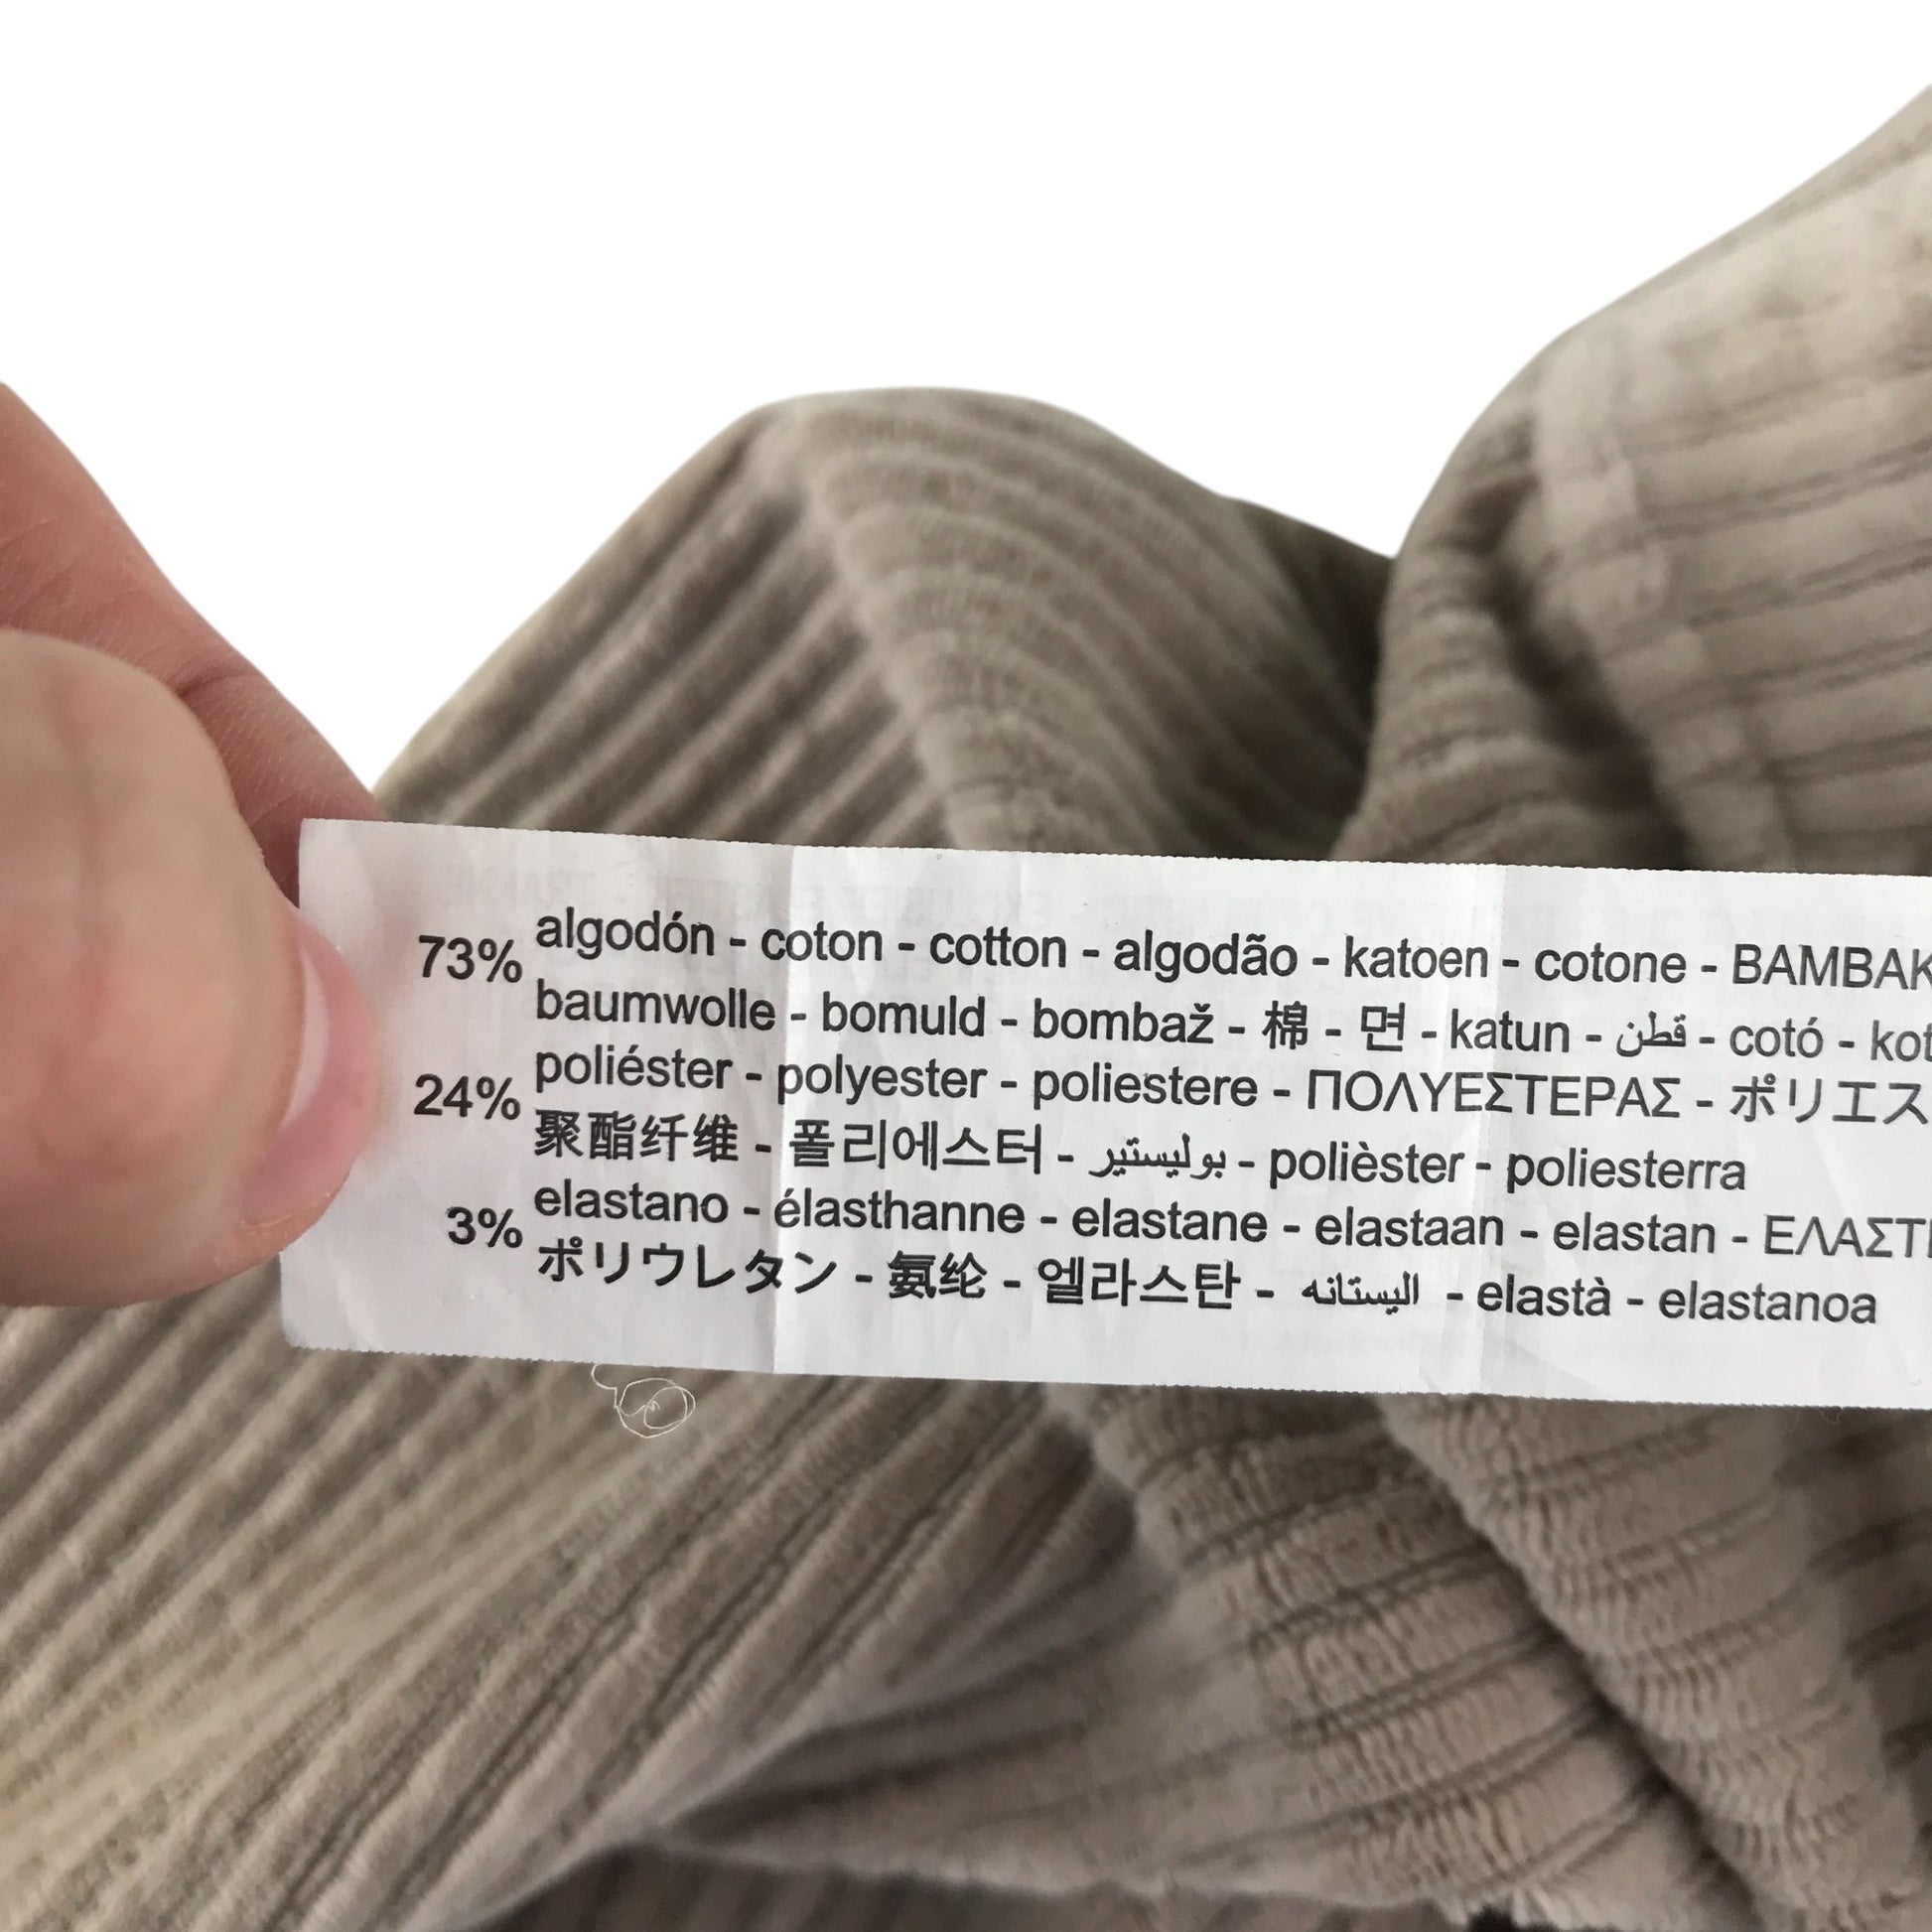 73% algodón - coton - cotton - algodão - katoen - cotone - ΒΑΜΒΑΚ
baumwolle - bomuld - bombaž - 棉 - 면 - katun - قطن - cotó - kot
24% poliéster - polyester - poliestere - ΠΟΛΥΕΣΤΕΡΑΣ - ポリエス
聚酯纤维 - 폴리에스터 - بوليستير - polièster - poliesterra
3% elastano - élasthanne - elastane - elastaan - elastan - ΕΛΑΣΤ
ポリウレタン - 氨纶 - 엘라스탄 - اليستانه - elastà - elastanoa